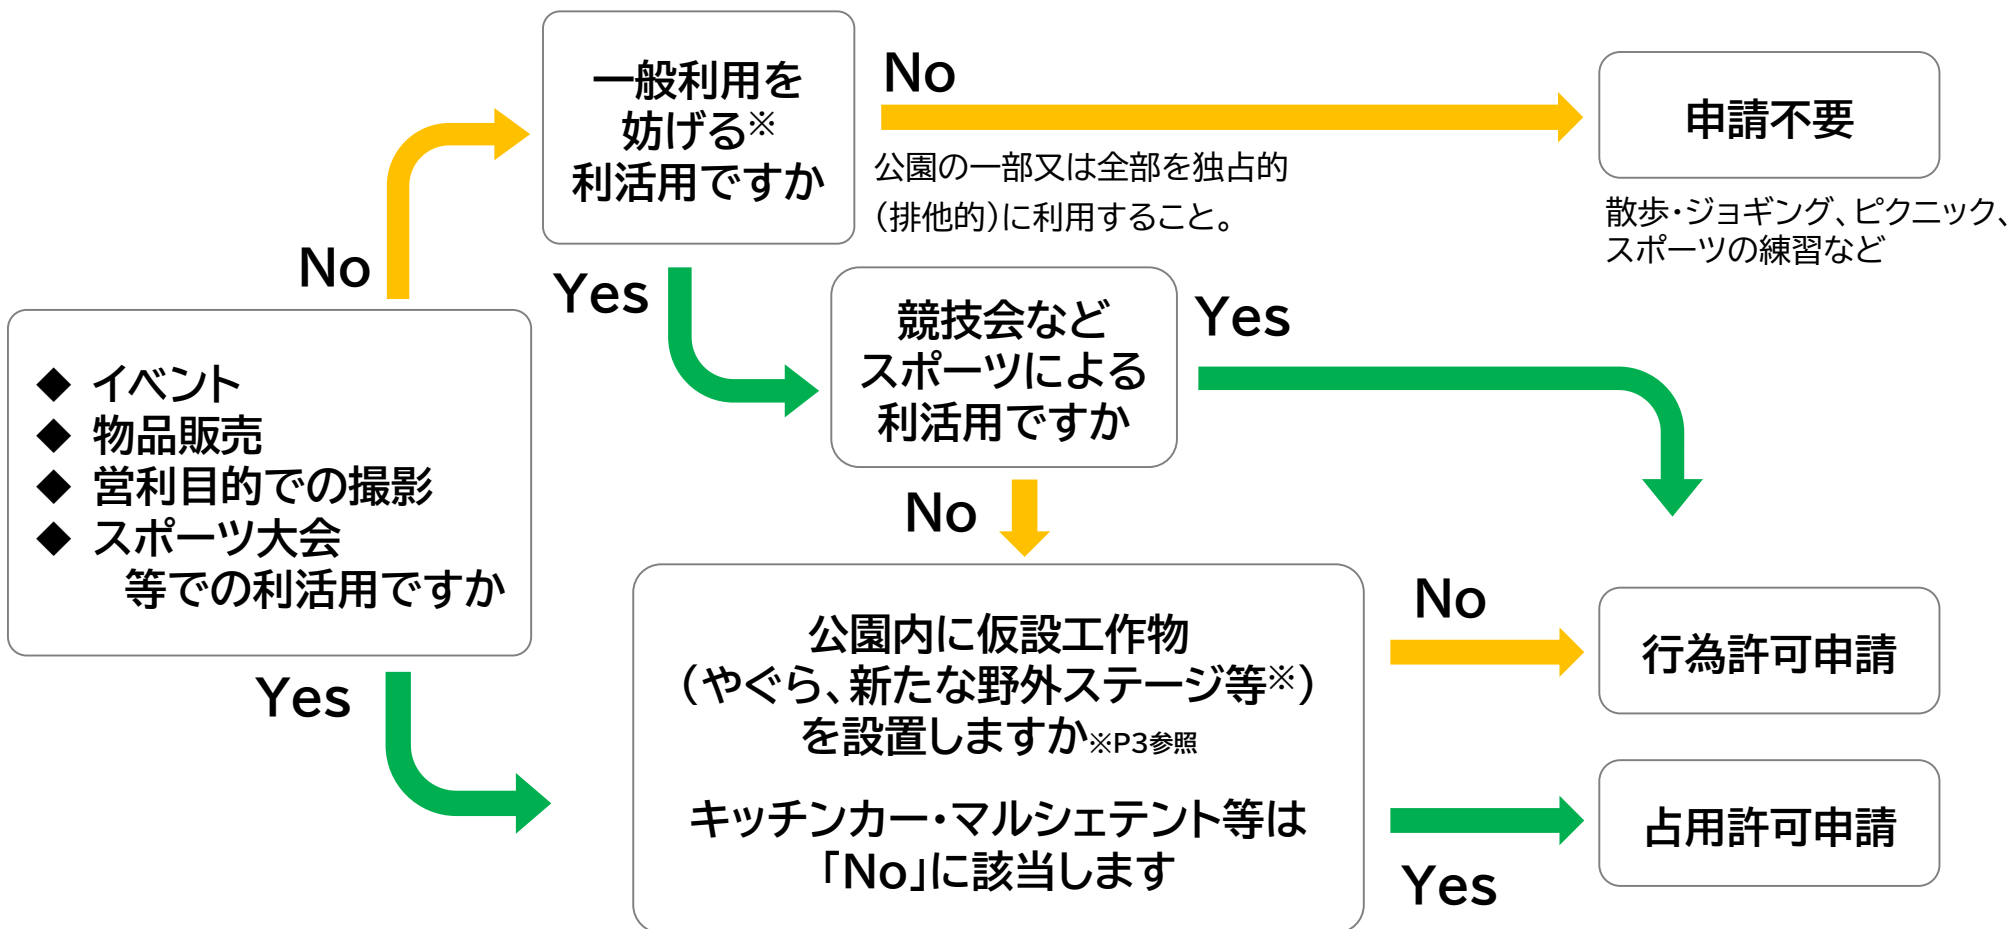 一般利用を
妨げる※
利活用ですか
No
公園の一部又は全部を独占的
(排他的)に利用すること。
申請不要
散歩・ジョギング、ピクニック、
スポーツの練習など
No
Yes
競技会など
スポーツによる
利活用ですか
Yes
◆ イベント
◆ 物品販売
◆ 営利目的での撮影
◆ スポーツ大会
等での利活用ですか
No
Yes
公園内に仮設工作物
(やぐら、新たな野外ステージ等※)
を設置しますか※P3参照
キッチンカー・マルシェテント等は
「No」に該当します
No
行為許可申請
占用許可申請
Yes